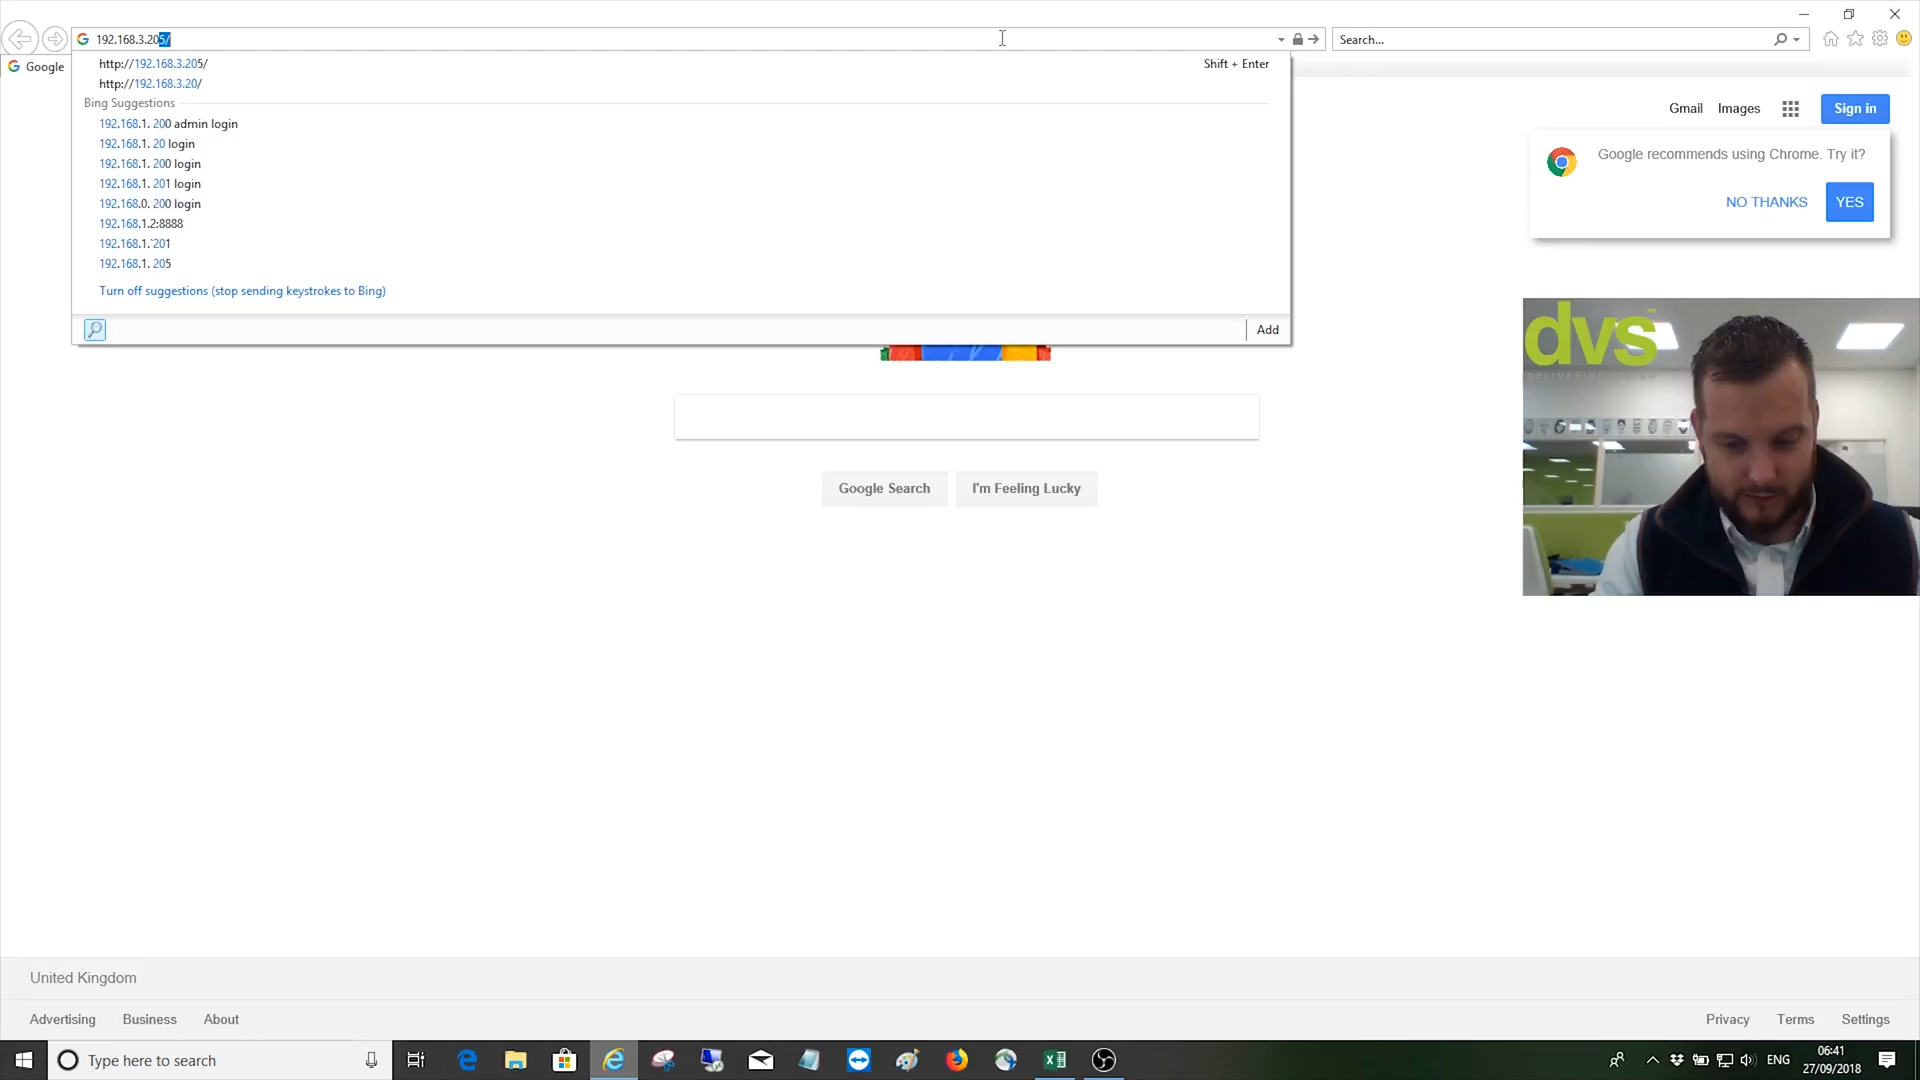 192.168.3.205/
Search...
Google
http://192.168.3.205/
Shift + Enter
http://192.168.3.20/
Bing Suggestions
192.168.1. 200 admin login
192.168.1. 20 login
192.168.1. 200 login
192.168.1. 201 login
192.168.0. 200 login
192.168.1.2:8888
192.168.1.`201
192.168.1. 205
Turn off suggestions (stop sending keystrokes to Bing)
Add
Gmail
Images
Sign in
Google recommends using Chrome. Try it?
NO THANKS
YES
dvs
Google Search
I'm Feeling Lucky
United Kingdom
Advertising
Business
About
Privacy
Terms
Settings
Type here to search
ENG
06:41
27/09/2018